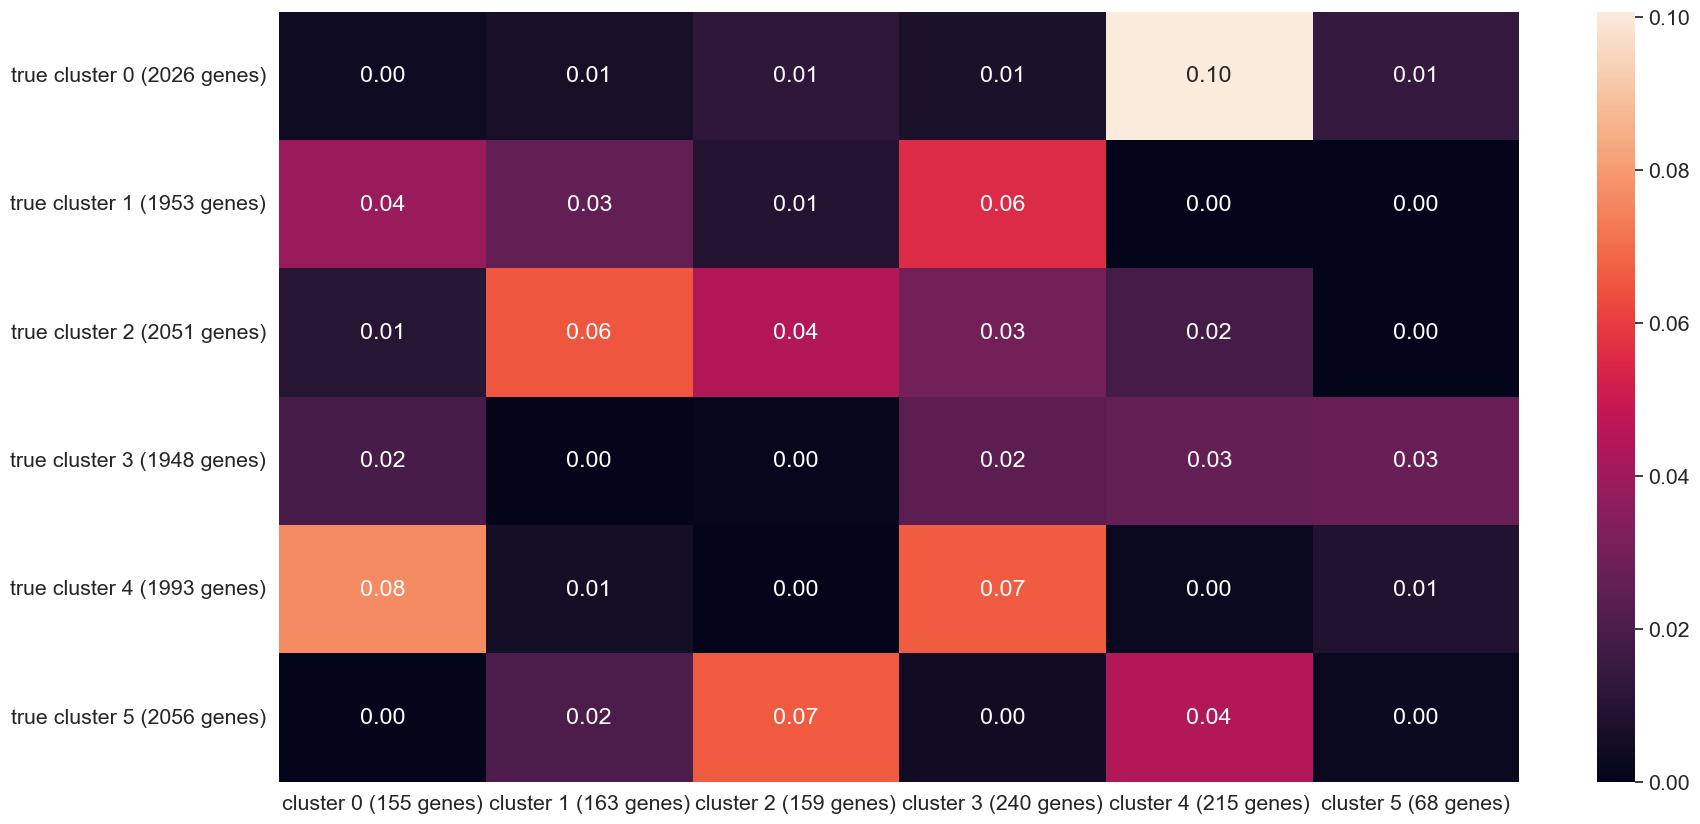 true cluster 0 (2026 genes) 0.00 0.01 0.01 0.01 0.10 0.01
true cluster 1 (1953 genes) 0.04 0.03 0.01 0.06 0.00 0.00
true cluster 2 (2051 genes) 0.01 0.06 0.04 0.03 0.02 0.00
true cluster 3 (1948 genes) 0.02 0.00 0.00 0.02 0.03 0.03
true cluster 4 (1993 genes) 0.08 0.01 0.00 0.07 0.00 0.01
true cluster 5 (2056 genes) 0.00 0.02 0.07 0.00 0.04 0.00
cluster 0 (155 genes) cluster 1 (163 genes) cluster 2 (159 genes) cluster 3 (240 genes) cluster 4 (215 genes) cluster 5 (68 genes)
0.10
0.08
0.06
0.04
0.02
0.00